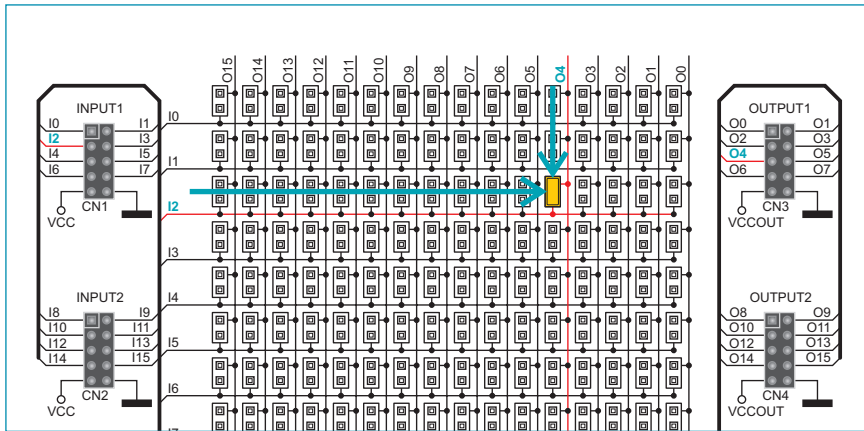 O15 O14 O13 O12 O11 O10 O9 O8 O7 O6 O5 O4 O3 O2 O1 O0
INPUT1
I0 I1
I2 I3
I4 I5
I6 I7
CN1
VCC
INPUT2
I8 I9
I10 I11
I12 I13
I14 I15
CN2
VCC
I0
I1
I2
I3
I4
I5
I6
I7
OUTPUT1
O0 O1
O2 O3
O4 O5
O6 O7
CN3
VCCOUT
OUTPUT2
O8 O9
O10 O11
O12 O13
O14 O15
CN4
VCCOUT